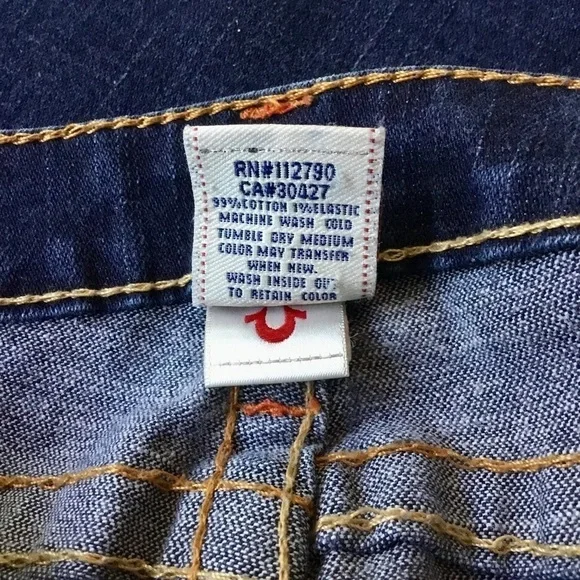 RN#112790
CA#30427
99%COTTON 1%ELASTIC
MACHINE WASH COLD
TUMBLE DRY MEDIUM
COLOR MAY TRANSFER
WHEN NEW.
WASH INSIDE OUT
TO RETAIN COLOR